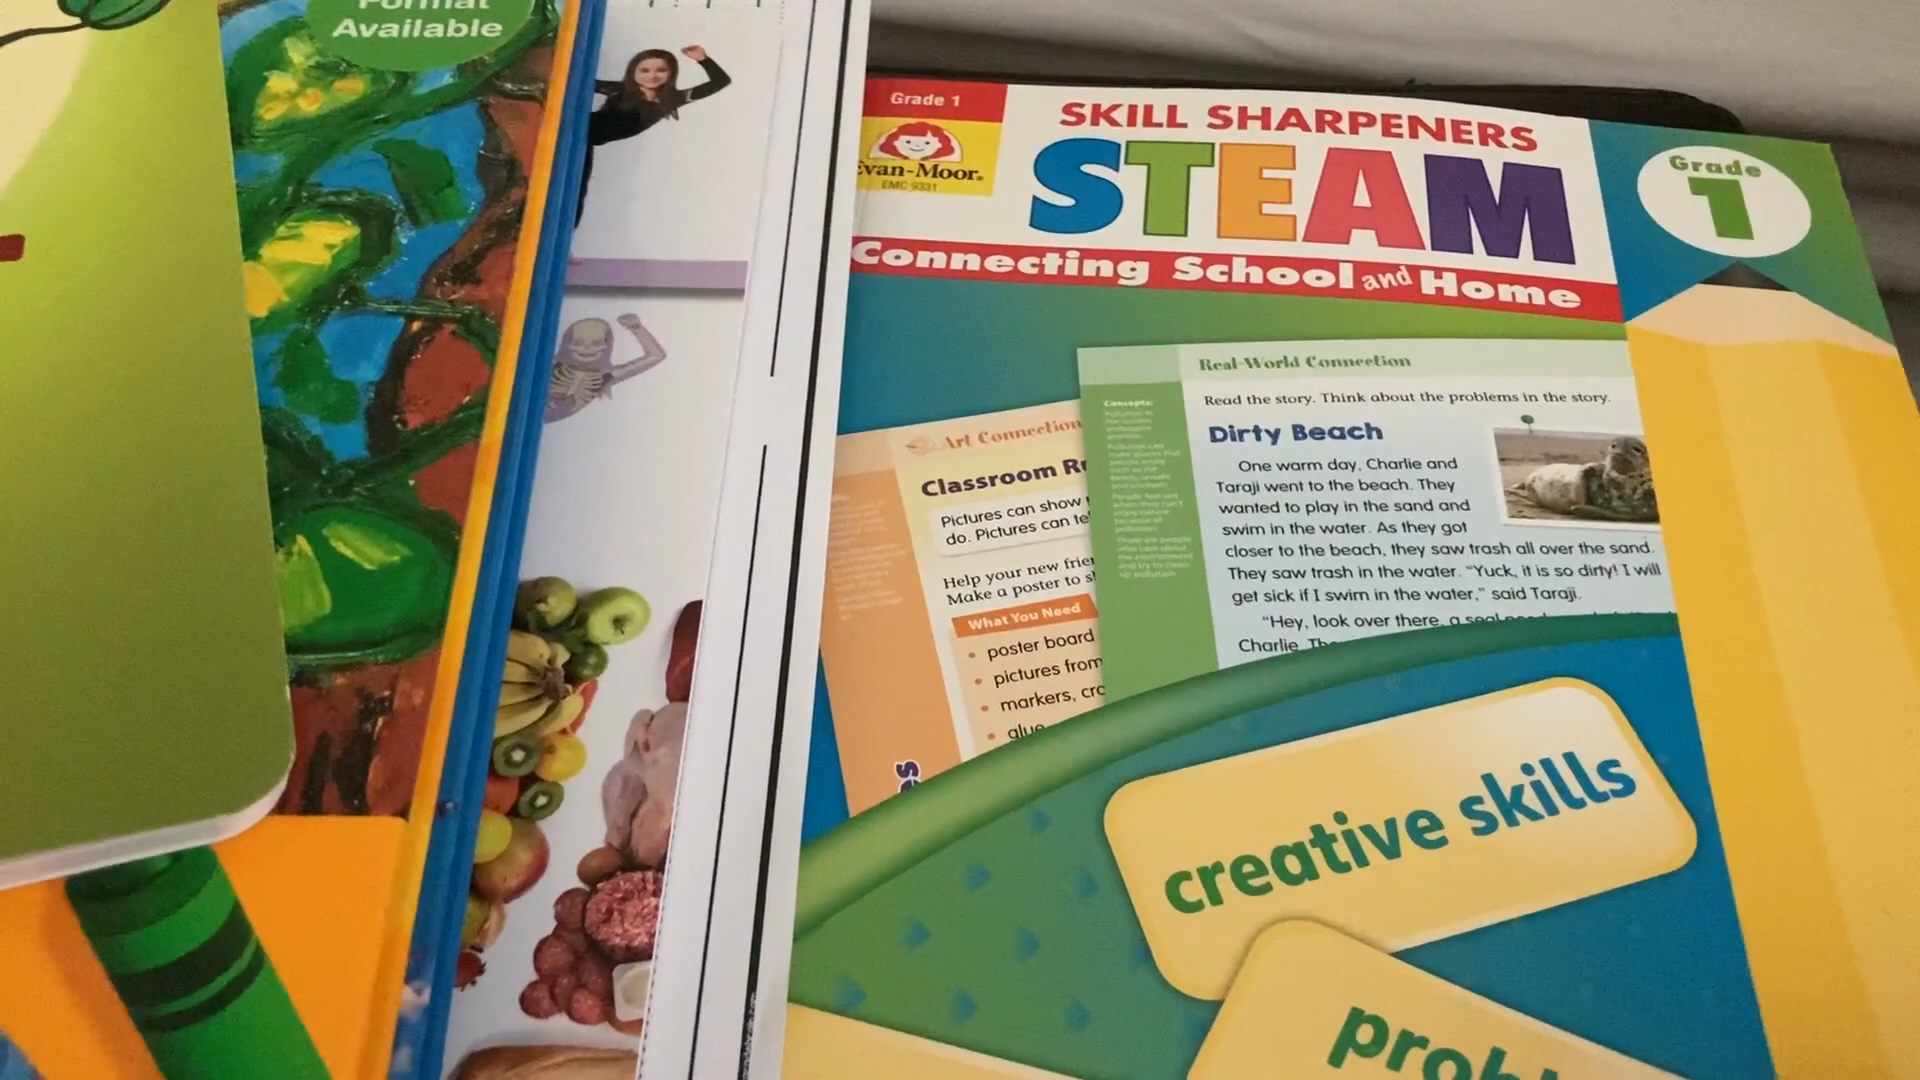 Format
Available
Grade 1
Evan-Moor®
EMC 9331
SKILL SHARPENERS
STEAM
Connecting School and Home
Grade
1
Real-World Connection
Read the story. Think about the problems in the story.
Dirty Beach
One warm day, Charlie and
Taraji went to the beach. They
wanted to play in the sand and
swim in the water. As they got
closer to the beach, they saw trash all over the sand.
They saw trash in the water. "Yuck, it is so dirty! I will
get sick if I swim in the water," said Taraji.
"Hey, look over there, a seal
Charlie.
Concepts:
Art Connection
Classroom
Pictures can show
do. Pictures can
Help your new
Make a poster to
What You Need
• poster board
• pictures from
• markers,
• glue
creative skills